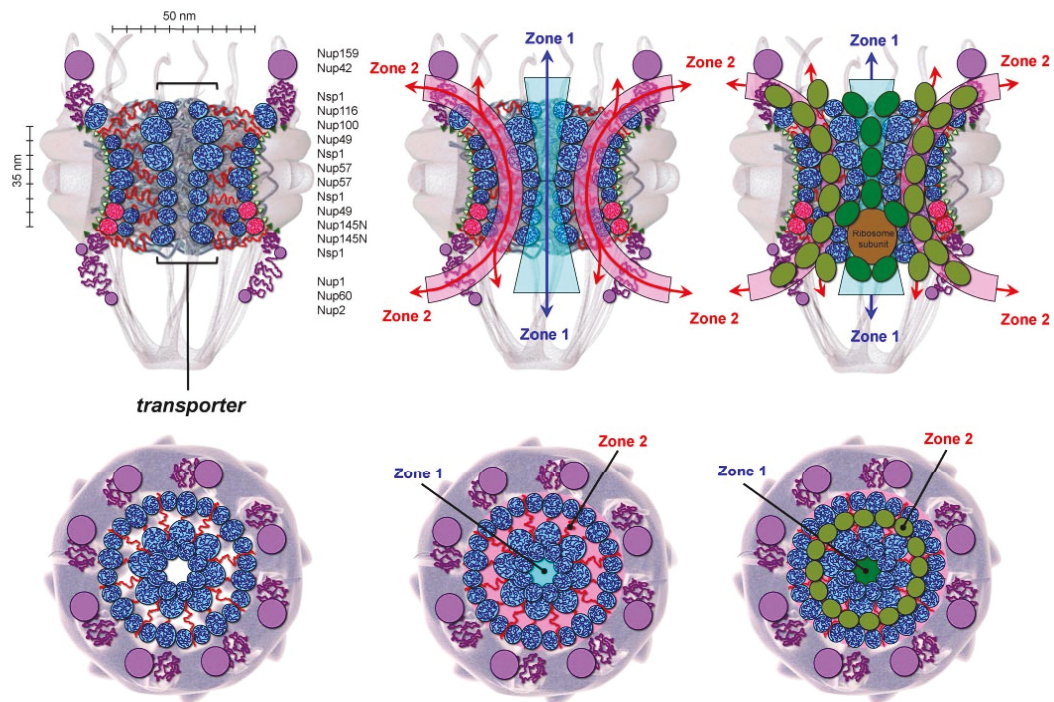 50 nm
35 nm
Nup159
Nup42
Nsp1
Nup116
Nup100
Nup49
Nsp1
Nup57
Nup57
Nsp1
Nup49
Nup145N
Nup145N
Nsp1
Nup1
Nup60
Nup2
transporter
Zone 1
Zone 2
Zone 2
Zone 2
Zone 2
Zone 1
Zone 1
Zone 2
Zone 2
Ribosome
subunit
Zone 2
Zone 2
Zone 1
Zone 2
Zone 1
Zone 2
Zone 1